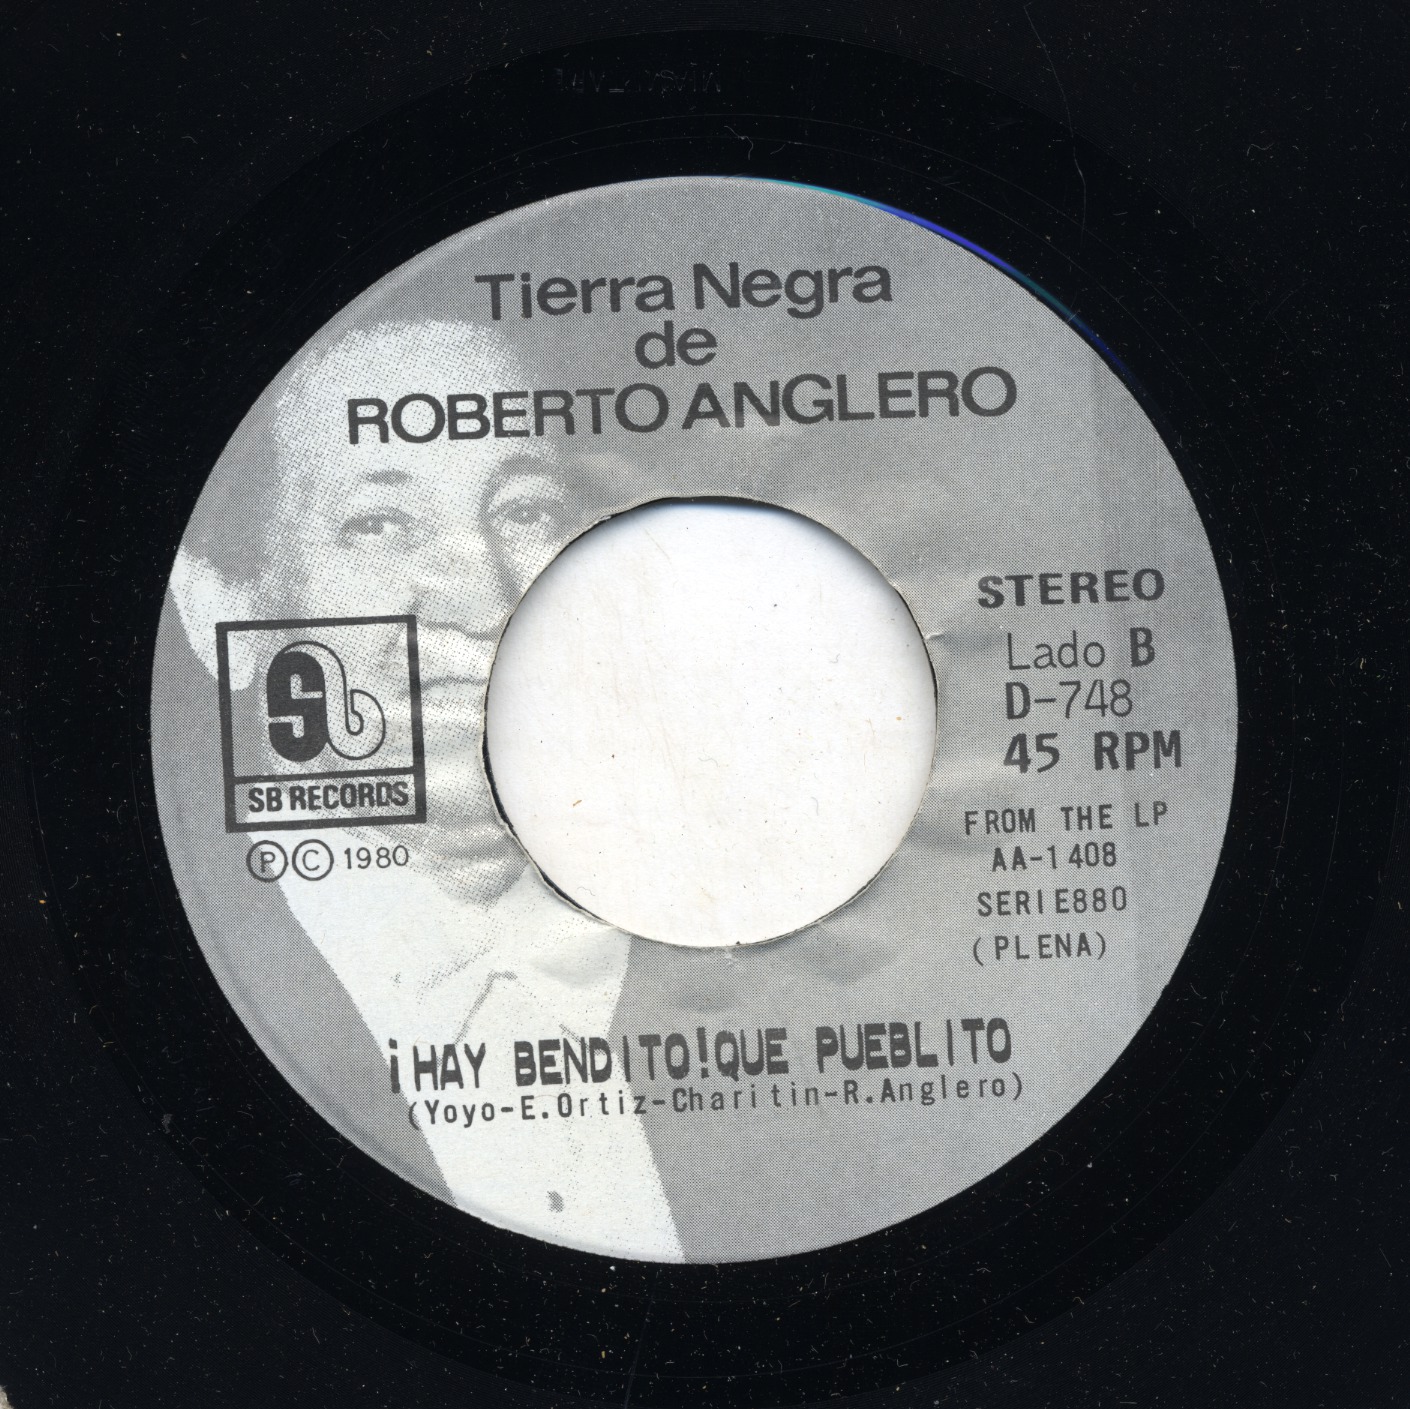 Tierra Negra
de
ROBERTO ANGLERO
STEREO
Lado B
D-748
45 RPM
FROM THE LP
AA-1408
SERIE880
(PLENA)
Sb
SB RECORDS
Ⓟ Ⓒ 1980
¡HAY BENDITO!QUE PUEBLITO
(Yoyo-E.Ortiz-Charitin-R.Anglero)